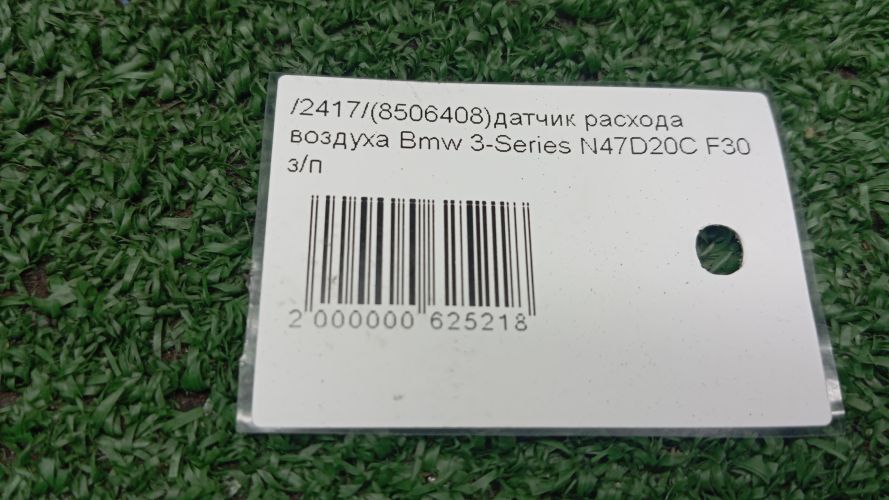 /2417/(8506408)датчик расхода
воздуха Bmw 3-Series N47D20C F30
з/п
2 000000 625218